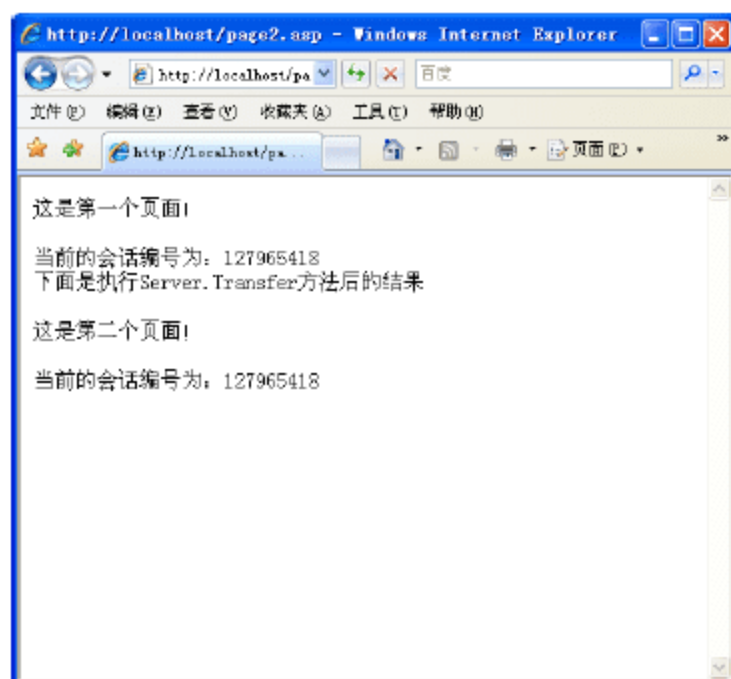 http://localhost/page2.asp - Windows Internet Explorer
http://localhost/pa
百度
文件(F) 编辑(E) 查看(V) 收藏夹(A) 工具(T) 帮助(H)
http://localhost/pa... 页面(P) »
这是第一个页面!
当前的会话编号为: 127965418
下面是执行Server.Transfer方法后的结果
这是第二个页面!
当前的会话编号为: 127965418